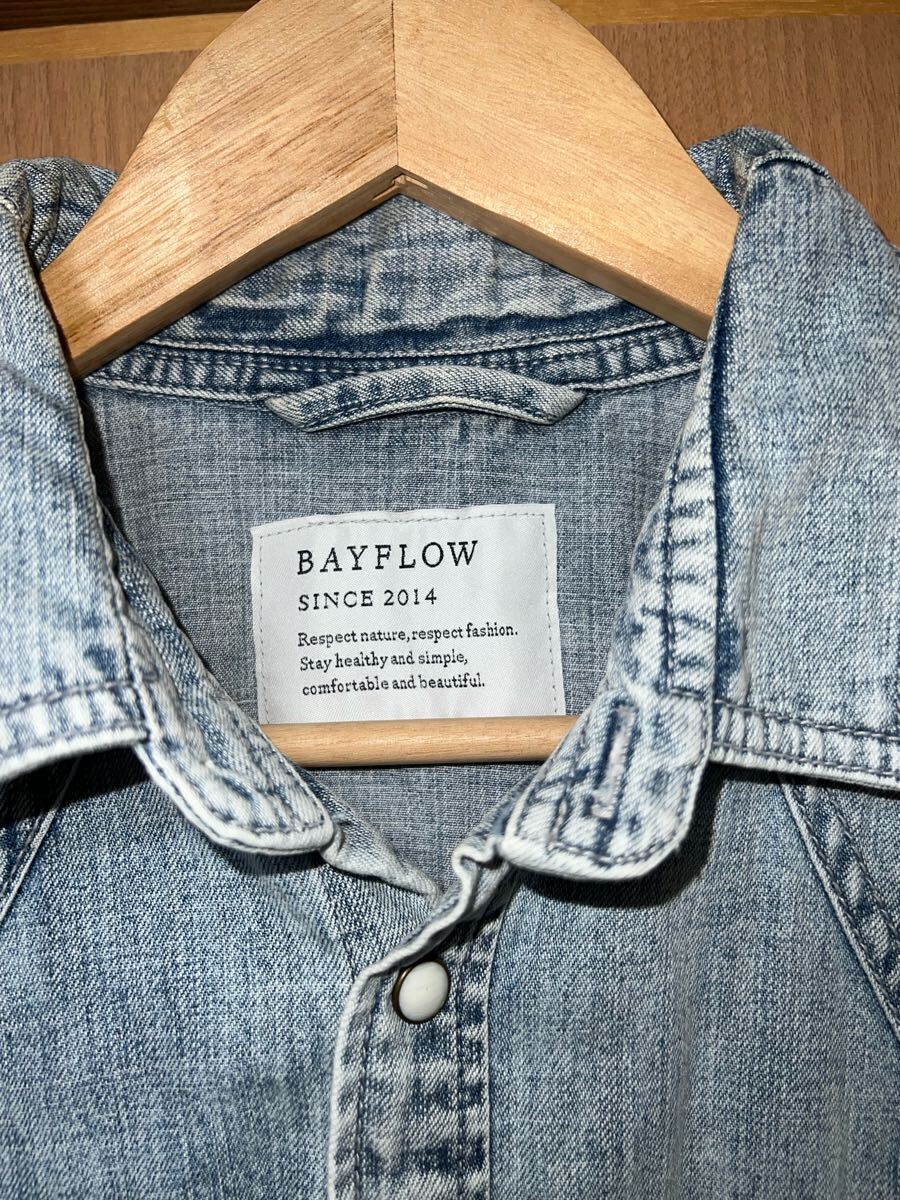 BAYFLOW
SINCE 2014
Respect nature, respect fashion.
Stay healthy and simple,
comfortable and beautiful.